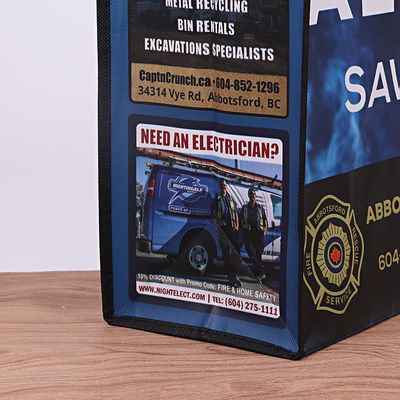 METAL RECYCLING
BIN RENTALS
EXCAVATIONS SPECIALISTS
CaptnCrunch.ca • 604-852-1296
34314 Vye Rd, Abbotsford, BC
NEED AN ELECTRICIAN?
NIGHTINGALE
10% DISCOUNT with Promo Code: FIRE & HOME SAFETY
WWW.NIGHTELECT.COM | TEL: (604) 275-1111
SAV
ABBOTSFORD
FIRE
RESCUE
SERVICE
ABBO
604-